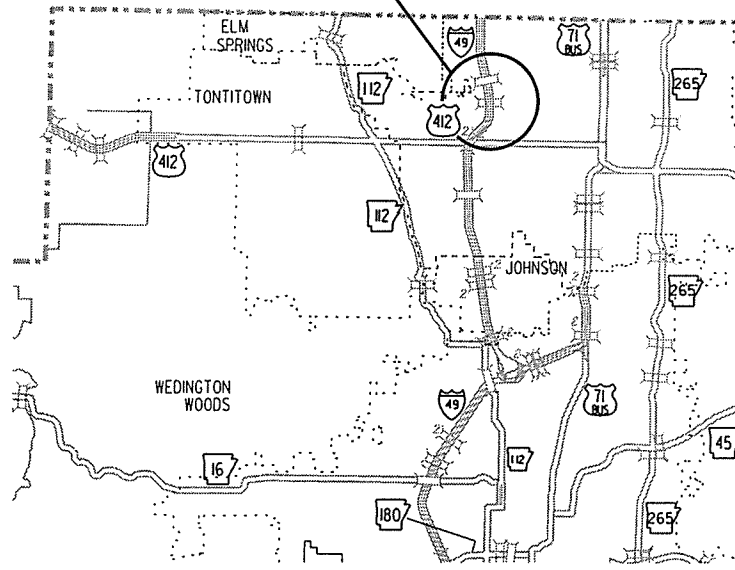 ELM
SPRINGS
49
71
BUS
112
265
TONTITOWN
412
412
112
JOHNSON
265
WEDINGTON
WOODS
49
71
BUS
16
112
45
180
265